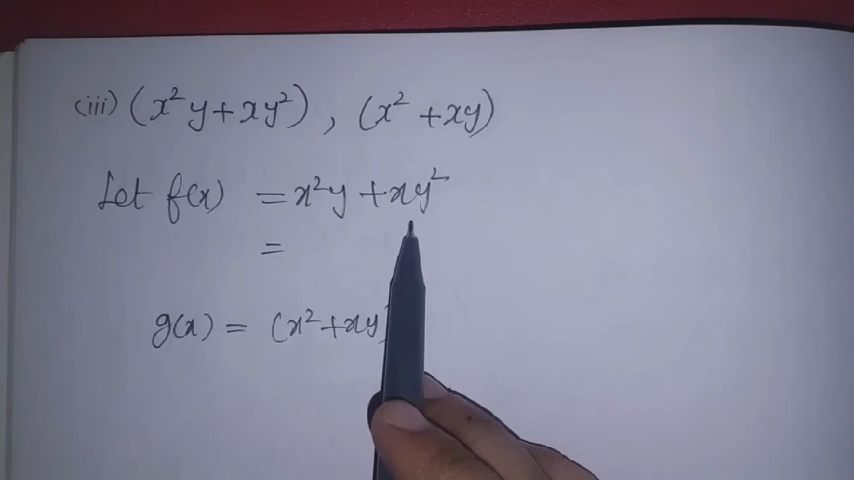 (iii) (x²y+xy²), (x²+xy)
Let f(x) = x²y+xy²
=
g(x) = (x²+xy)